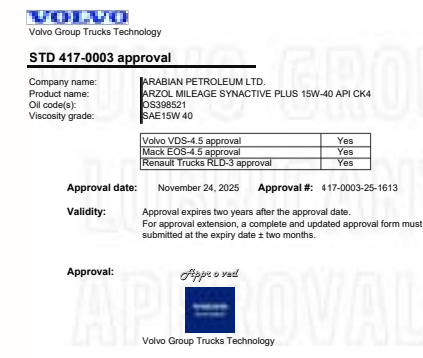 VOLVO
Volvo Group Trucks Technology
STD 417-0003 approval
Company name: ARABIAN PETROLEUM LTD.
Product name: ARZOL MILEAGE SYNACTIVE PLUS 15W-40 API CK4
Oil code(s): OS398521
Viscosity grade: SAE15W 40
Volvo VDS-4.5 approval Yes
Mack EOS-4.5 approval Yes
Renault Trucks RLD-3 approval Yes
Approval date: November 24, 2025 Approval #: 417-0003-25-1613
Validity: Approval expires two years after the approval date.
For approval extension, a complete and updated approval form must
submitted at the expiry date ± two months.
Approval: Approved
Volvo Group Trucks Technology